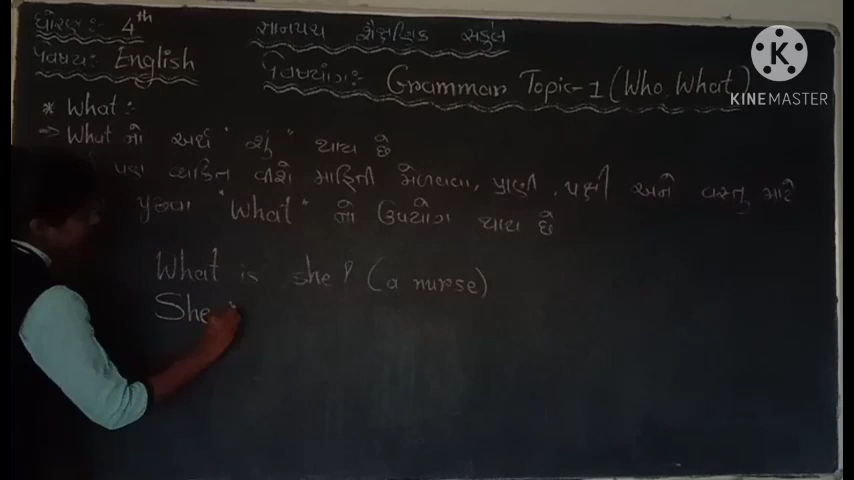 ધોરણ :- 4th
શૈક્ષણિક સંકુલ
વિષય:- English
વિષયાંગ:- Grammar Topic-1 (Who, What)
K
KINEMASTER
* What :-
=> What નો અર્થ "શું" થાય છે
પણ વ્યકિત વીશે માહિતી મેળવવા, પ્રાણી, પક્ષી અને વસ્તુ માટે
પુછવા "What" નો ઉપયોગ થાય છે
What is she? (a nurse)
She